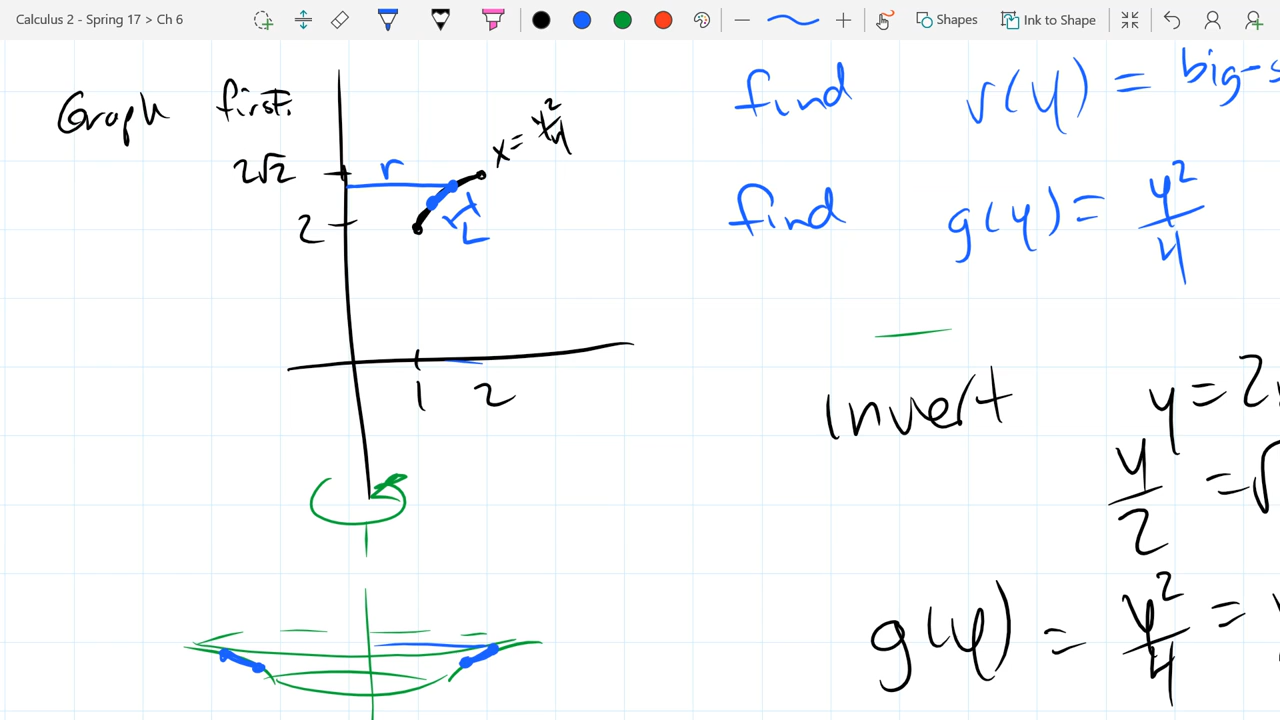 Calculus 2 - Spring 17 > Ch 6
Shapes
Ink to Shape
Graph first.
2√2
r
x = y²/4
L
2
1 2
find r(y) = big-s
find g(y) = y²/4
invert y = 2
y/2 = √
g(y) = y²/4 =